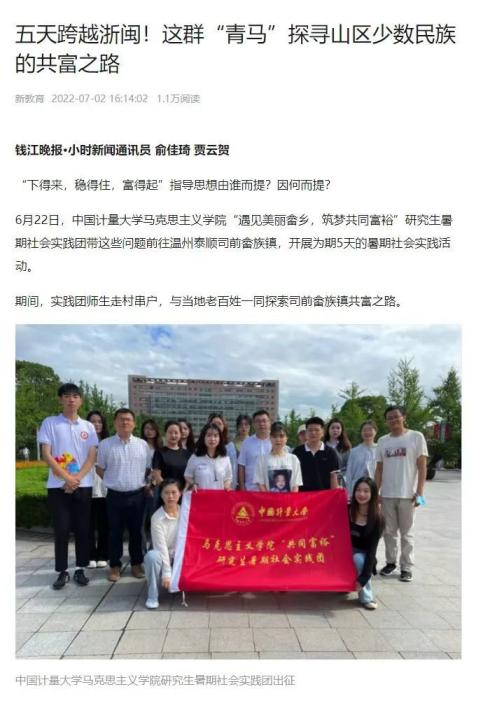 五天跨越浙闽！这群“青马”探寻山区少数民族
的共富之路
新教育 2022-07-02 16:14:02 1.1万阅读
钱江晚报·小时新闻通讯员 俞佳琦 贾云贺
“下得来，稳得住，富得起”指导思想由谁而提？因何而提？
6月22日，中国计量大学马克思主义学院“遇见美丽畲乡，筑梦共同富裕”研究生暑
期社会实践团带这些问题前往温州泰顺司前畲族镇，开展为期5天的暑期社会实践活
动。
期间，实践团师生走村串户，与当地老百姓一同探索司前畲族镇共富之路。
中国计量大学
马克思主义学院“共同富裕”
研究生暑期社会实践团
中国计量大学马克思主义学院研究生暑期社会实践团出征